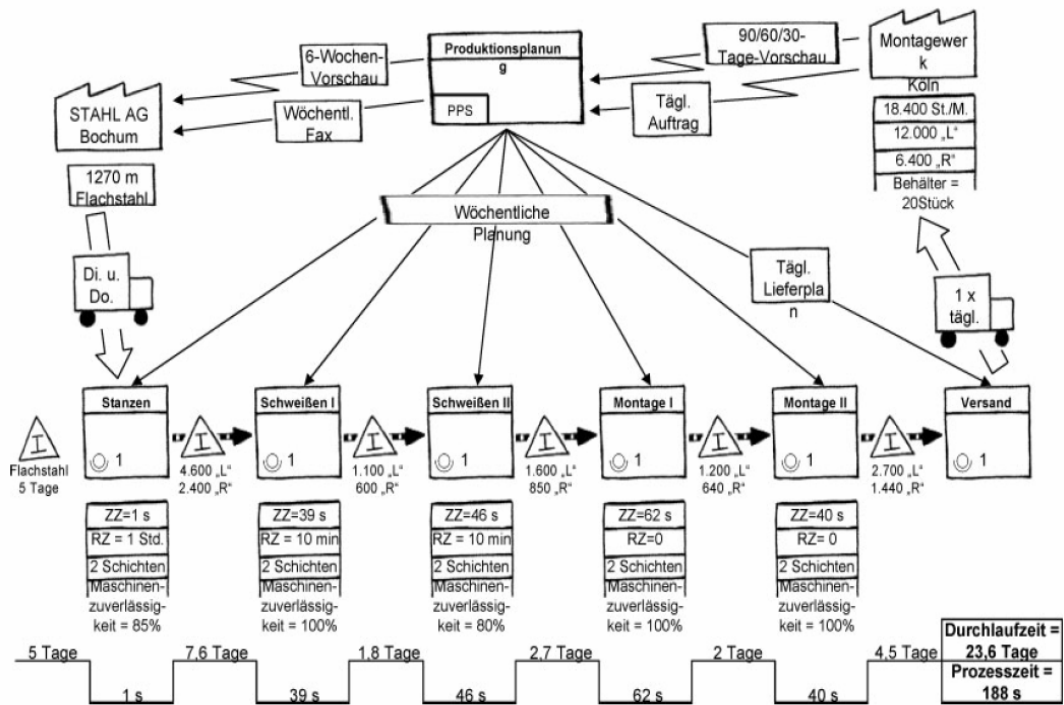 6-Wochen-
Vorschau
Wöchentl.
Fax
STAHL AG
Bochum
1270 m
Flachstahl
Di. u.
Do.
Produktionsplanun
g
PPS
90/60/30-
Tage-Vorschau
Tägl.
Auftrag
Montagewer
k
Köln
18.400 St./M.
12.000 „L“
6.400 „R“
Behälter =
20Stück
Wöchentliche
Planung
Tägl.
Lieferpla
n
1 x
tägl.
Stanzen
1
Schweißen I
1
Schweißen II
1
Montage I
1
Montage II
1
Versand
1
I
Flachstahl
5 Tage
I
4.600 „L“
2.400 „R“
I
1.100 „L“
600 „R“
I
1.600 „L“
850 „R“
I
1.200 „L“
640 „R“
I
2.700 „L“
1.440 „R“
ZZ=1 s
RZ = 1 Std.
2 Schichten
Maschinen-
zuverlässig-
keit = 85%
ZZ=39 s
RZ = 10 min
2 Schichten
Maschinen-
zuverlässig-
keit = 100%
ZZ=46 s
RZ = 10 min
2 Schichten
Maschinen-
zuverlässig-
keit = 80%
ZZ=62 s
RZ=0
2 Schichten
Maschinen-
zuverlässig-
keit = 100%
ZZ=40 s
RZ= 0
2 Schichten
Maschinen-
zuverlässig-
keit = 100%
5 Tage
1 s
7,6 Tage
39 s
1,8 Tage
46 s
2,7 Tage
62 s
2 Tage
40 s
4,5 Tage
Durchlaufzeit =
23,6 Tage
Prozesszeit =
188 s